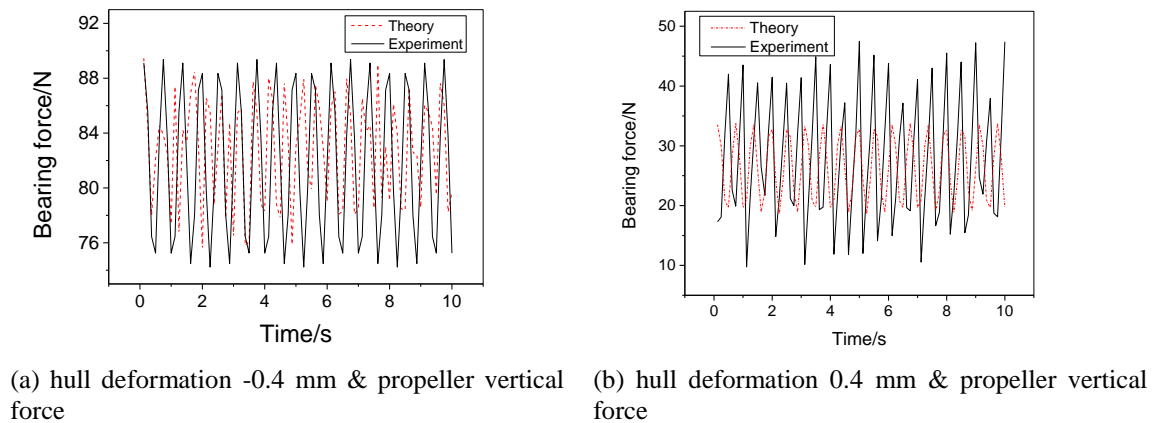 92
88
84
80
76
Bearing force/N
Theory
Experiment
0
2
4
6
8
10
Time/s
50
40
30
20
10
Bearing force/N
Theory
Experiment
0
2
4
6
8
10
Time/s
(a) hull deformation -0.4 mm & propeller vertical
force
(b) hull deformation 0.4 mm & propeller vertical
force